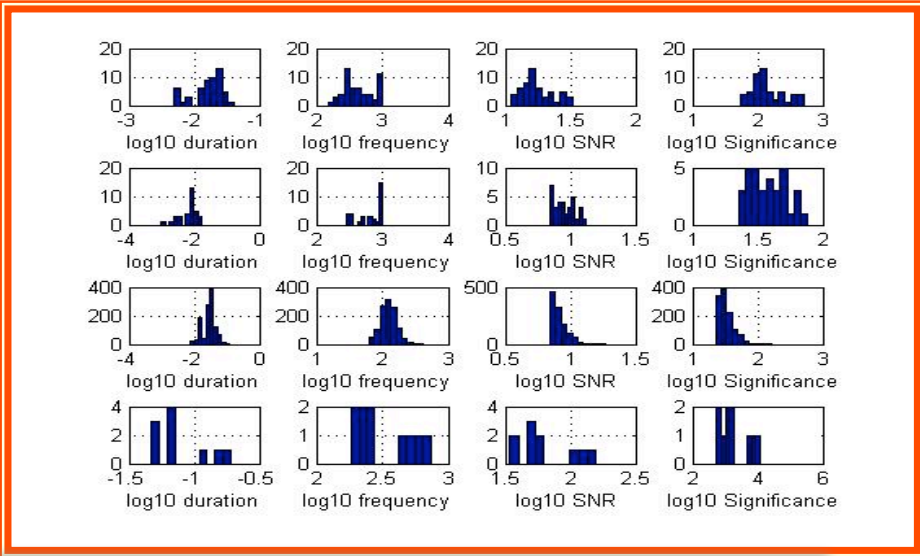 20 20 20 20
10 10 10 10
0 0 0 0
-3 -2 -1 2 3 4 1 1.5 2 1 2 3
log10 duration log10 frequency log10 SNR log10 Significance
20 20 10 5
10 10 5
0 0 0 0
-4 -2 0 2 3 4 0.5 1 1.5 1 1.5 2
log10 duration log10 frequency log10 SNR log10 Significance
400 400 500 400
200 200 200
0 0 0 0
-4 -2 0 1 2 3 0.5 1 1.5 1 2 3
log10 duration log10 frequency log10 SNR log10 Significance
4 2 4 2
2 1 2 1
0 0 0 0
-1.5 -1 -0.5 2 2.5 3 1.5 2 2.5 2 4 6
log10 duration log10 frequency log10 SNR log10 Significance